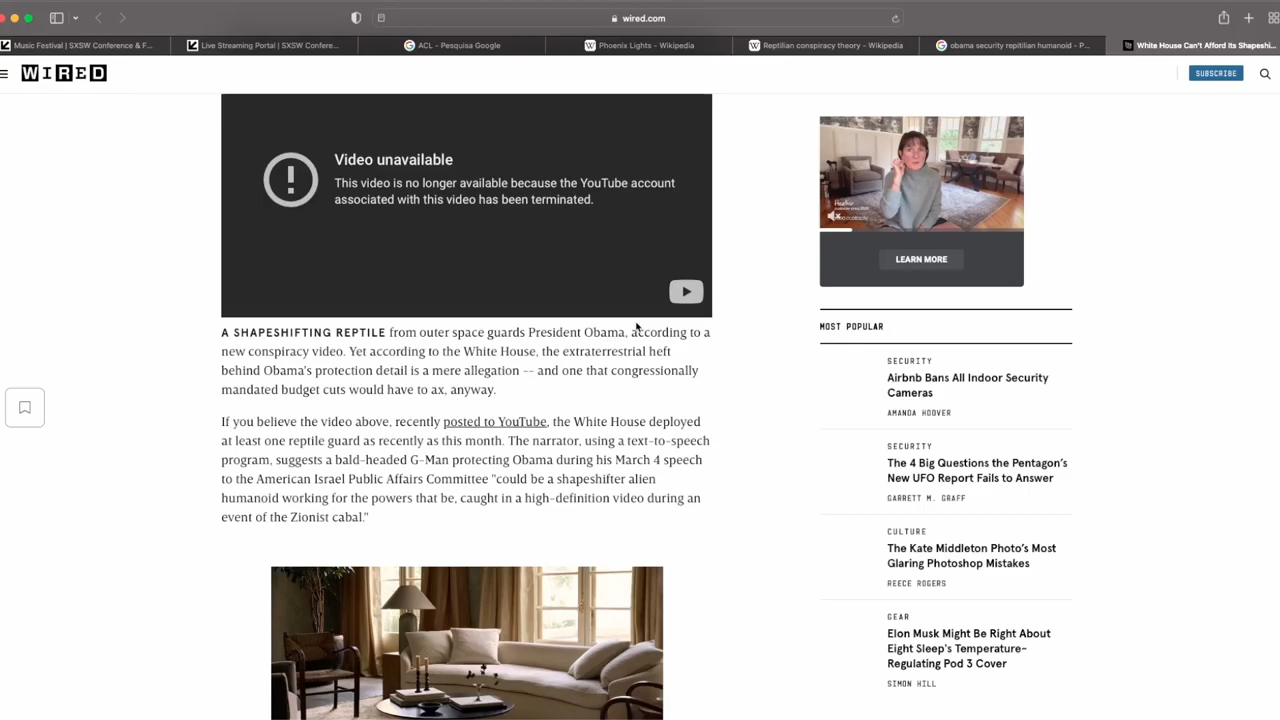 wired.com
Music Festival | SXSW Conference & F...
Live Streaming Portal | SXSW Confere...
ACL - Pesquisa Google
Phoenix Lights - Wikipedia
Reptilian conspiracy theory - Wikipedia
obama security repitilian humanoid - P...
White House Can't Afford Its Shapeshi...
WIRED
SUBSCRIBE
Video unavailable
This video is no longer available because the YouTube account
associated with this video has been terminated.
A SHAPESHIFTING REPTILE from outer space guards President Obama, according to a
new conspiracy video. Yet according to the White House, the extraterrestrial heft
behind Obama's protection detail is a mere allegation -- and one that congressionally
mandated budget cuts would have to ax, anyway.
If you believe the video above, recently posted to YouTube, the White House deployed
at least one reptile guard as recently as this month. The narrator, using a text-to-speech
program, suggests a bald-headed G-Man protecting Obama during his March 4 speech
to the American Israel Public Affairs Committee "could be a shapeshifter alien
humanoid working for the powers that be, caught in a high-definition video during an
event of the Zionist cabal."
LEARN MORE
MOST POPULAR
SECURITY
Airbnb Bans All Indoor Security
Cameras
AMANDA HOOVER
SECURITY
The 4 Big Questions the Pentagon's
New UFO Report Fails to Answer
GARRETT M. GRAFF
CULTURE
The Kate Middleton Photo's Most
Glaring Photoshop Mistakes
REECE ROGERS
GEAR
Elon Musk Might Be Right About
Eight Sleep's Temperature-
Regulating Pod 3 Cover
SIMON HILL